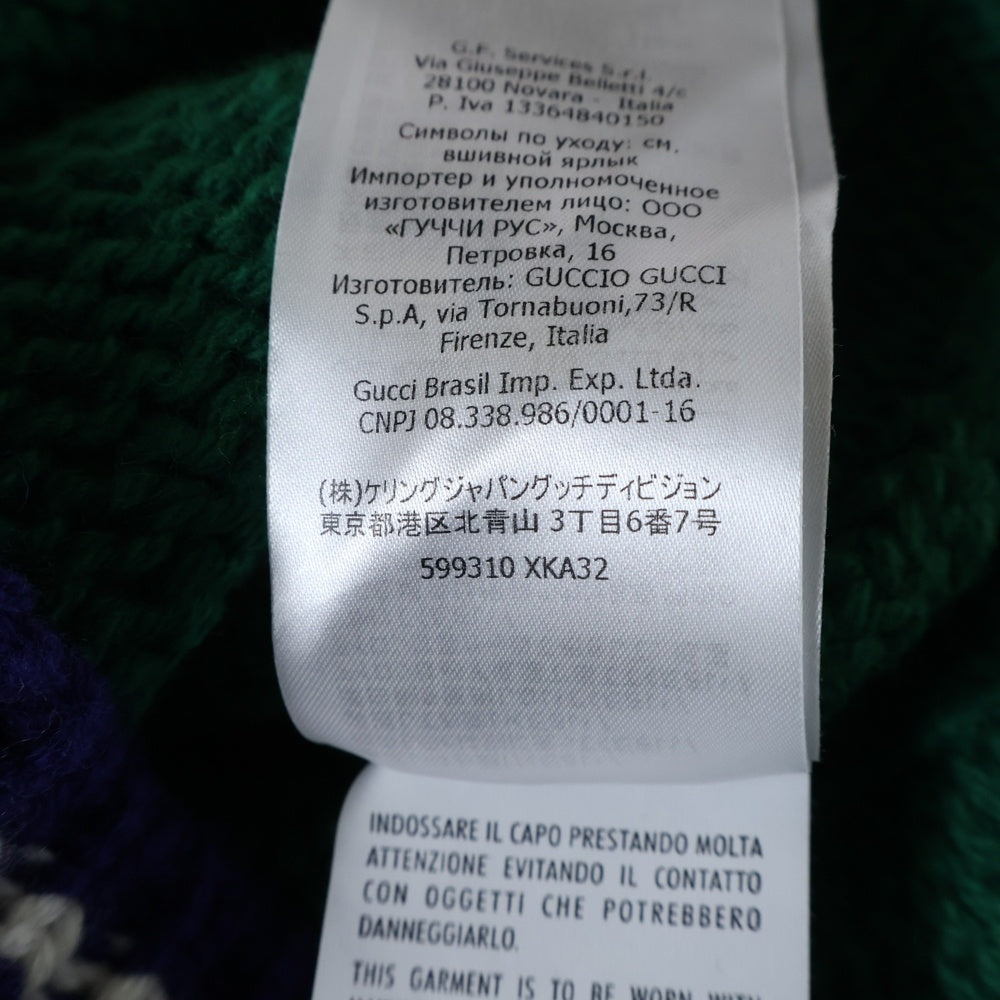 G.F. Services S.r.l.
Via Giuseppe Belletti 4/c
28100 Novara - Italia
P. Iva 13364840150
Символы по уходу: см.
вшивной ярлык
Импортер и уполномоченное
изготовителем лицо: ООО
«ГУЧЧИ РУС», Москва,
Петровка, 16
Изготовитель: GUCCIO GUCCI
S.p.A, via Tornabuoni,73/R
Firenze, Italia
Gucci Brasil Imp. Exp. Ltda.
CNPJ 08.338.986/0001-16
(株)ケリングジャパングッチディビジョン
東京都港区北青山 3丁目6番7号
599310 XKA32
INDOSSARE IL CAPO PRESTANDO MOLTA
ATTENZIONE EVITANDO IL CONTATTO
CON OGGETTI CHE POTREBBERO
DANNEGGIARLO.
THIS GARMENT IS TO BE WORN WITH